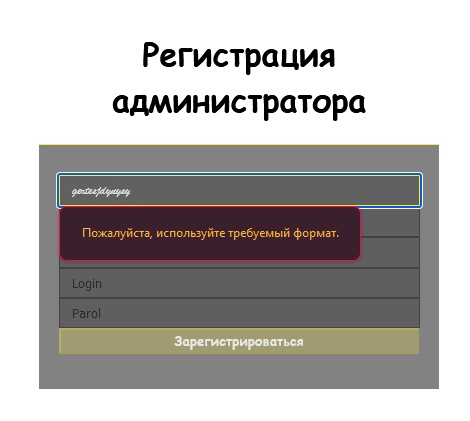 Регистрация
администратора
Пожалуйста, используйте требуемый формат.
Login
Parol
Зарегистрироваться